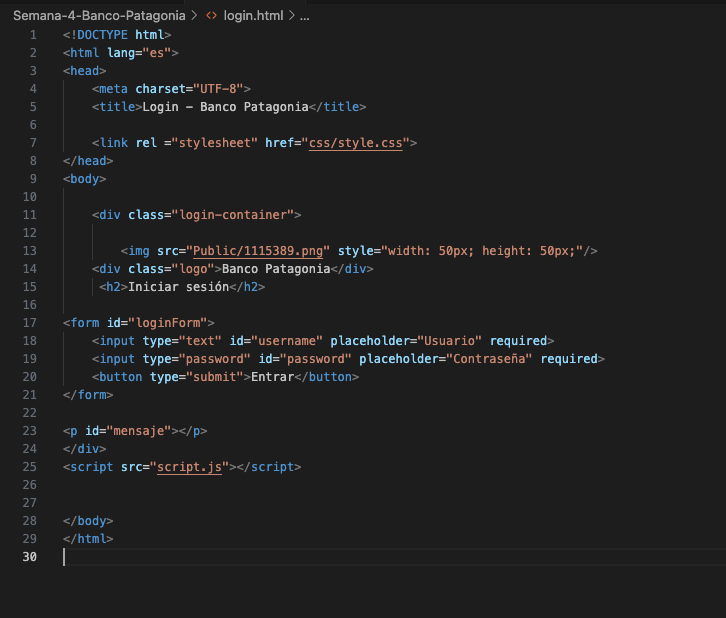 Semana-4-Banco-Patagonia > <> login.html > ...
1 <!DOCTYPE html>
2 <html lang="es">
3 <head>
4 <meta charset="UTF-8">
5 <title>Login – Banco Patagonia</title>
6
7 <link rel ="stylesheet" href="css/style.css">
8 </head>
9 <body>
10
11 <div class="login-container">
12
13 <img src="Public/1115389.png" style="width: 50px; height: 50px;"/>
14 <div class="logo">Banco Patagonia</div>
15 <h2>Iniciar sesión</h2>
16
17 <form id="loginForm">
18 <input type="text" id="username" placeholder="Usuario" required>
19 <input type="password" id="password" placeholder="Contraseña" required>
20 <button type="submit">Entrar</button>
21 </form>
22
23 <p id="mensaje"></p>
24 </div>
25 <script src="script.js"></script>
26
27
28 </body>
29 </html>
30